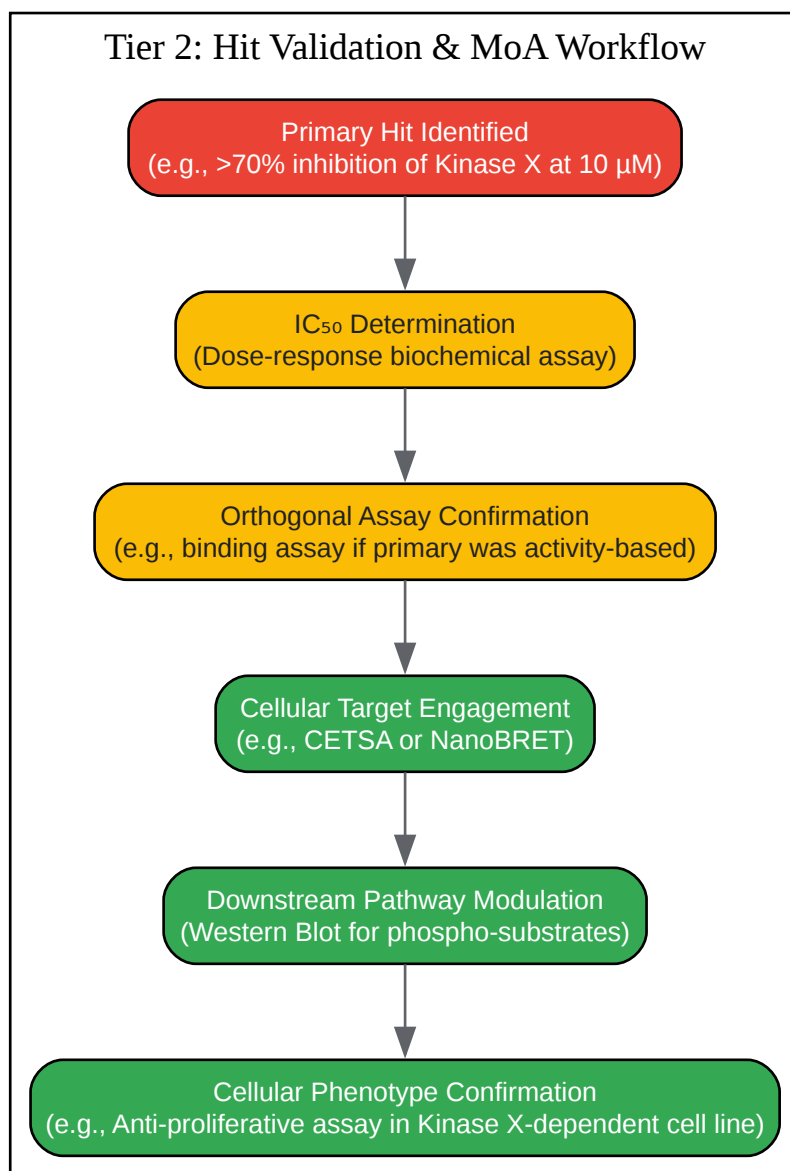 Tier 2: Hit Validation & MoA Workflow
Primary Hit Identified
(e.g., >70% inhibition of Kinase X at 10 µM)
IC₅₀ Determination
(Dose-response biochemical assay)
Orthogonal Assay Confirmation
(e.g., binding assay if primary was activity-based)
Cellular Target Engagement
(e.g., CETSA or NanoBRET)
Downstream Pathway Modulation
(Western Blot for phospho-substrates)
Cellular Phenotype Confirmation
(e.g., Anti-proliferative assay in Kinase X-dependent cell line)